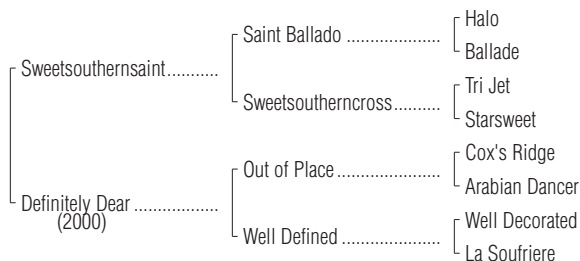 Halo
Saint Ballado ....................
Ballade
Sweetsouthernsaint...........
Tri Jet
Sweetsoutherncross..........
Starsweet
Cox's Ridge
Out of Place ......................
Arabian Dancer
Definitely Dear ..................
(2000)
Well Decorated
Well Defined .....................
La Soufriere